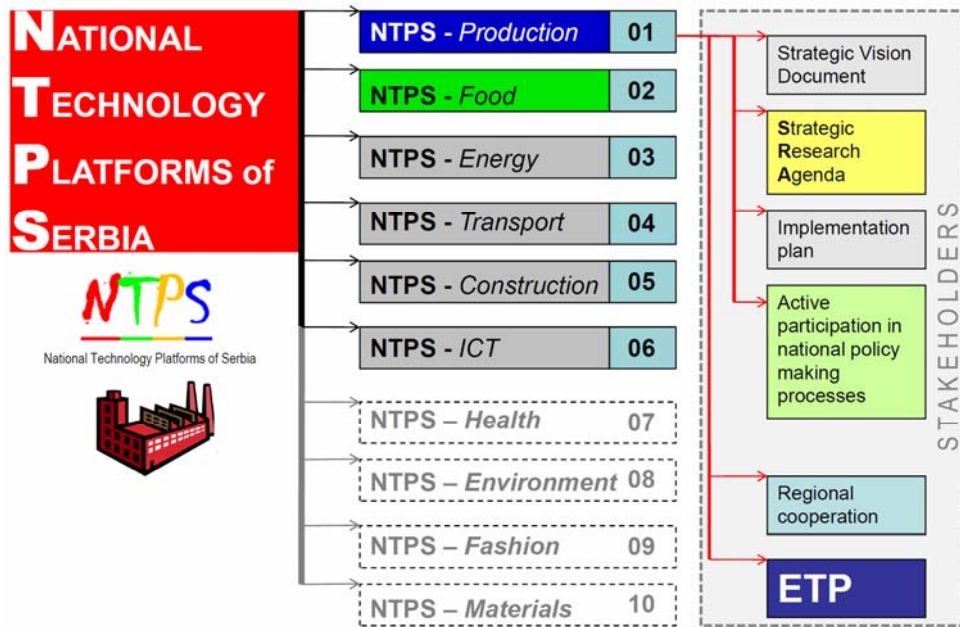 NATIONAL
TECHNOLOGY
PLATFORMS of
SERBIA
NTPS
National Technology Platforms of Serbia
NTPS - Production 01
NTPS - Food 02
NTPS - Energy 03
NTPS - Transport 04
NTPS - Construction 05
NTPS - ICT 06
NTPS – Health 07
NTPS – Environment 08
NTPS – Fashion 09
NTPS – Materials 10
Strategic Vision
Document
Strategic
Research
Agenda
Implementation
plan
Active
participation in
national policy
making
processes
Regional
cooperation
ETP
STAKEHOLDERS